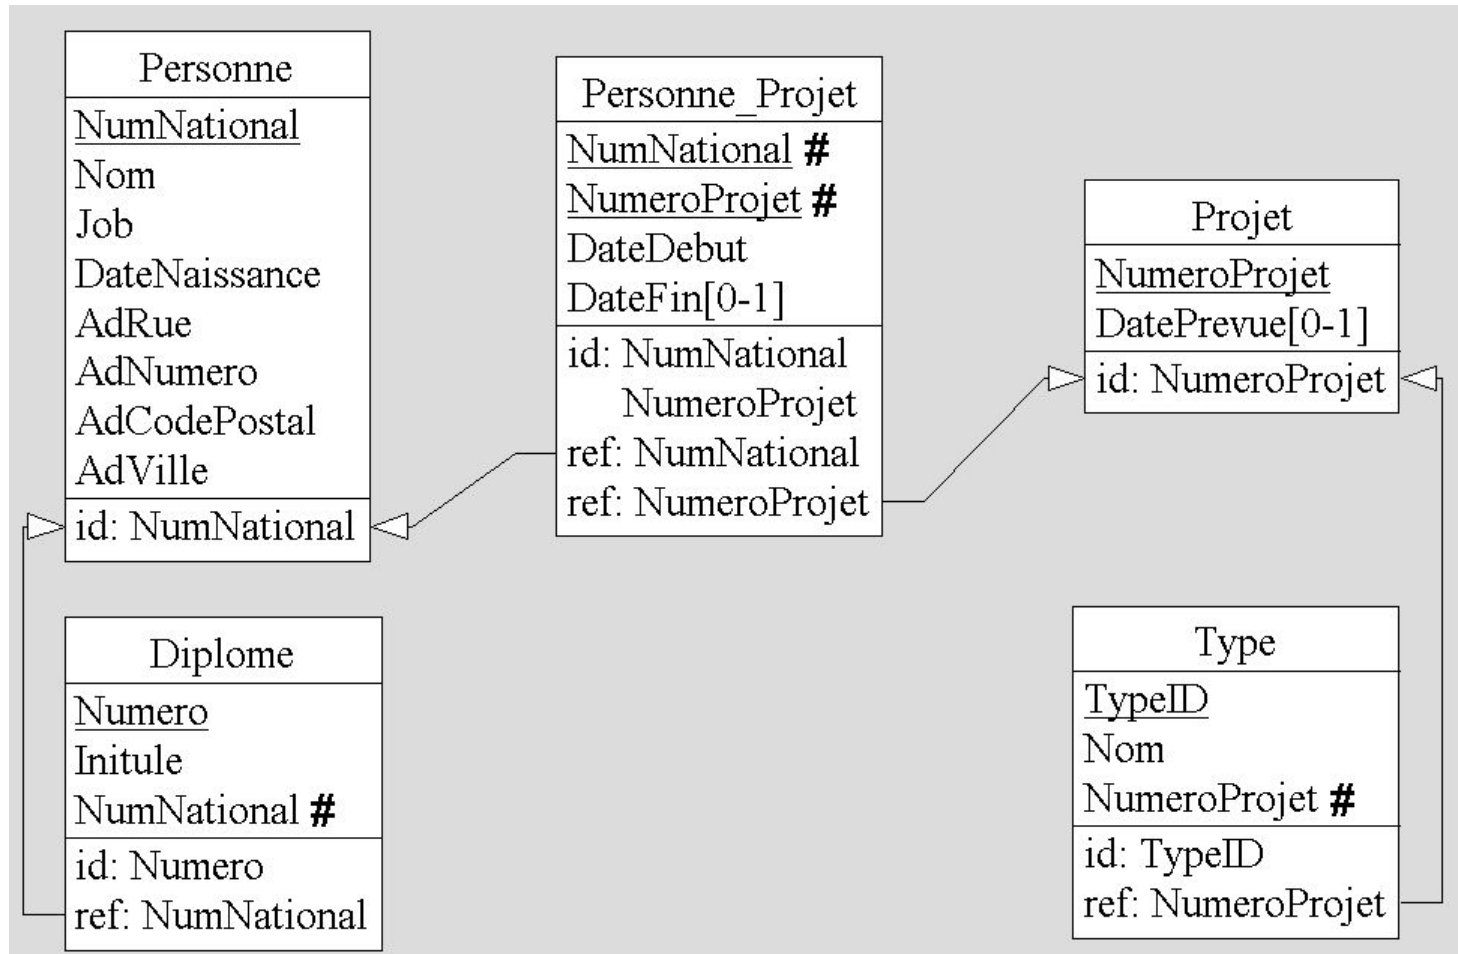 Personne
NumNational
Nom
Job
DateNaissance
AdRue
AdNumero
AdCodePostal
AdVille
id: NumNational
Personne_Projet
NumNational #
NumeroProjet #
DateDebut
DateFin[0-1]
id: NumNational
NumeroProjet
ref: NumNational
ref: NumeroProjet
Projet
NumeroProjet
DatePrevue[0-1]
id: NumeroProjet
Diplome
Numero
Initule
NumNational #
id: Numero
ref: NumNational
Type
TypeID
Nom
NumeroProjet #
id: TypeID
ref: NumeroProjet